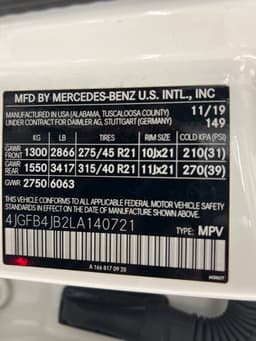 MFD BY MERCEDES-BENZ U.S. INTL., INC
MANUFACTURED IN USA (ALABAMA, TUSCALOOSA COUNTY) 11/19
UNDER CONTRACT FOR DAIMLER AG, STUTTGART (GERMANY) 149
KG LB TIRES RIM SIZE COLD KPA (PSI)
GAWR FRONT 1300 2866 275/45 R21 10Jx21 210(31)
GAWR REAR 1550 3417 315/40 R21 11Jx21 270(39)
GVWR 2750 6063
THIS VEHICLE CONFORMS TO ALL APPLICABLE FEDERAL MOTOR VEHICLE SAFETY
STANDARDS IN EFFECT ON THE DATE OF MANUFACTURE SHOWN ABOVE.
4JGFB4JB2LA140721 TYPE: MPV
A 166 817 09 20